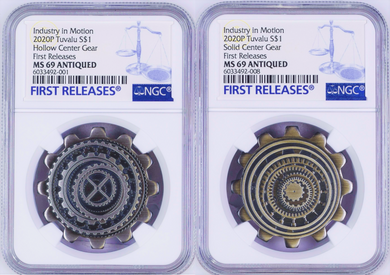 Industry in Motion
2020P Tuvalu S$1
Hollow Center Gear
First Releases
MS 69 ANTIQUED
6033492-001
FIRST RELEASES®
NGC®
Industry in Motion
2020P Tuvalu S$1
Solid Center Gear
First Releases
MS 69 ANTIQUED
6033492-008
FIRST RELEASES®
NGC®